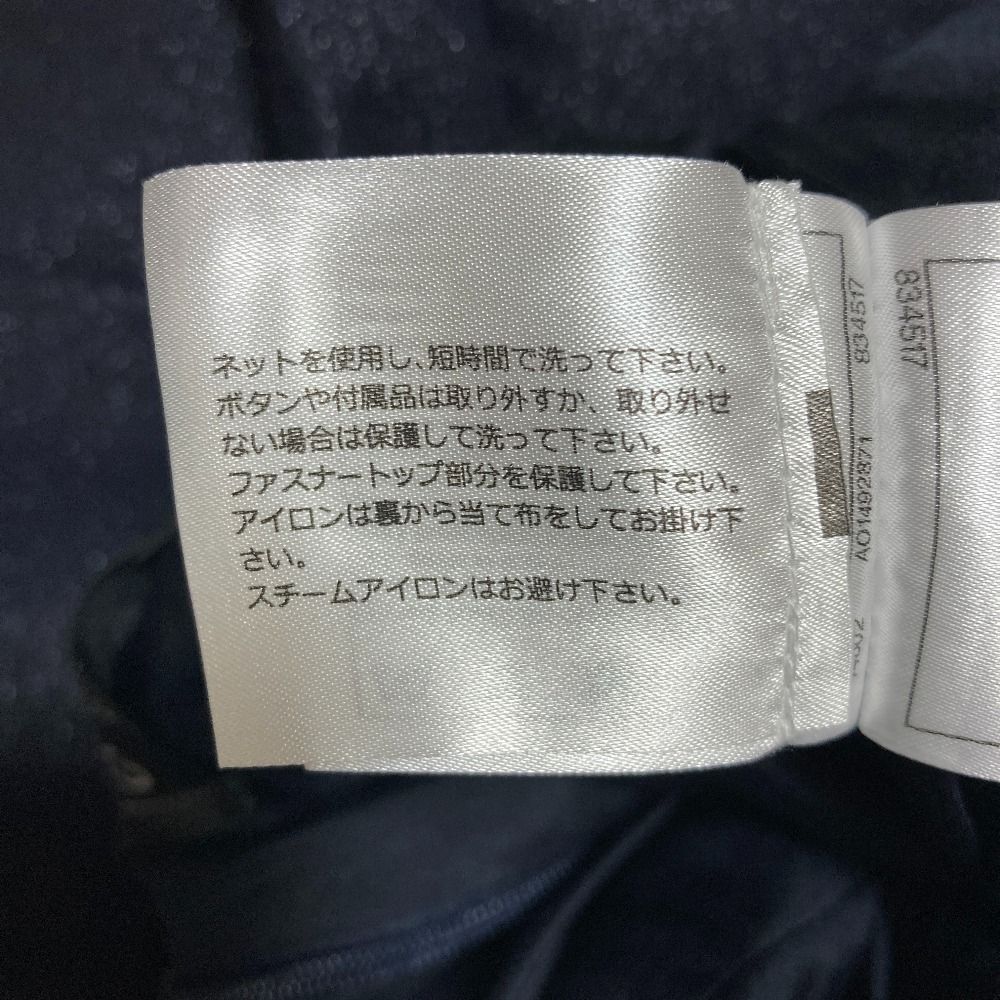 ネットを使用し、短時間で洗って下さい。
ボタンや付属品は取り外すか、取り外せ
ない場合は保護して洗って下さい。
ファスナートップ部分を保護して下さい。
アイロンは裏から当て布をしてお掛け下
さい。
スチームアイロンはお避け下さい。
834517
AO1492871
834517